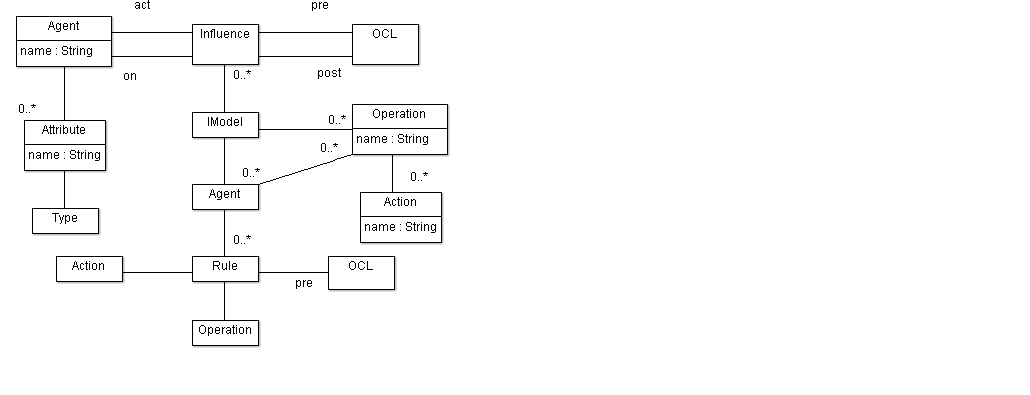 act
pre
Agent
Influence
OCL
name : String
on
0..*
post
0..*
Operation
0..*
Attribute
IModel
name : String
name : String
0..*
0..*
0..*
Agent
Action
Type
name : String
0..*
Action
Rule
OCL
pre
Operation